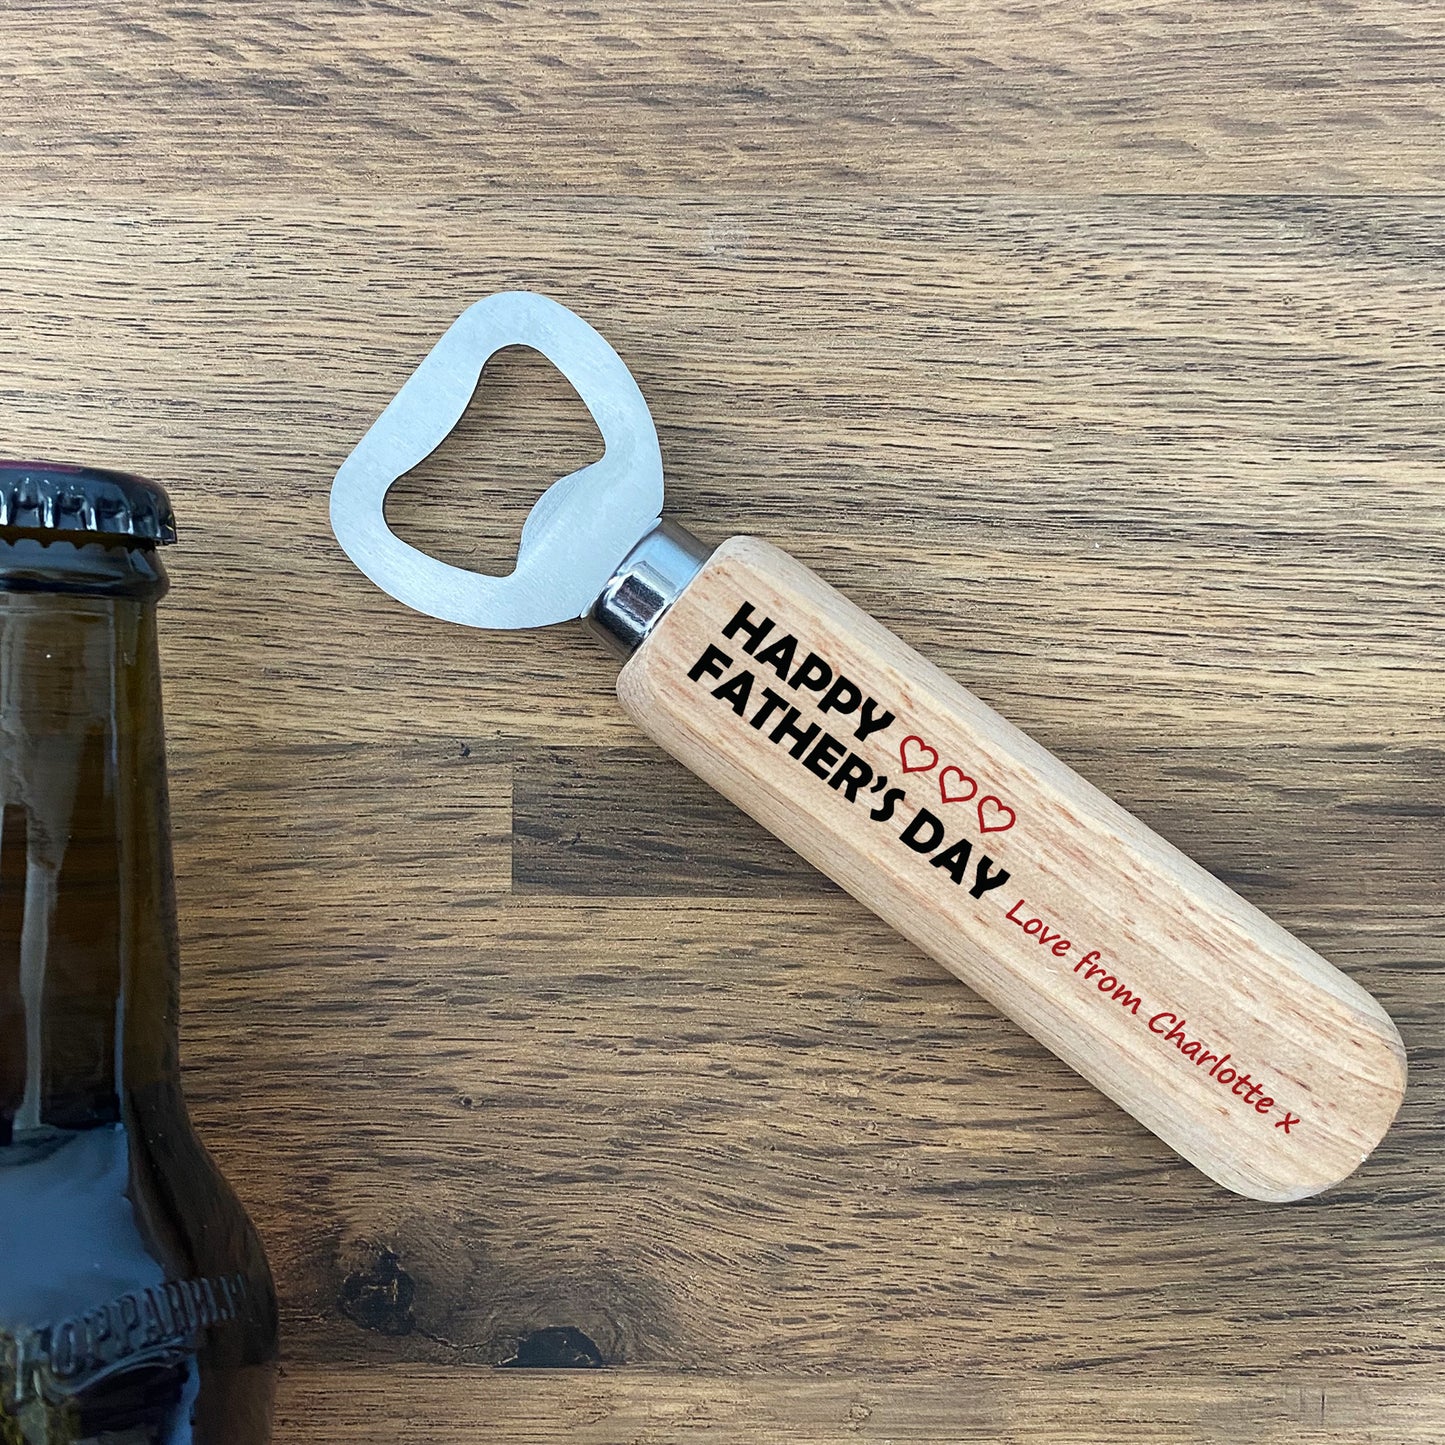 HAPPY
FATHER'S DAY
Love from Charlotte x